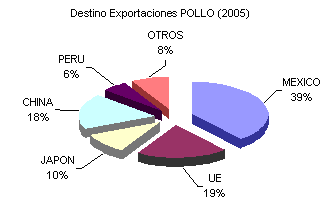 Destino Exportaciones POLLO (2005)
OTROS
8%
PERU
6%
MEXICO
39%
CHINA
18%
JAPON
10%
UE
19%